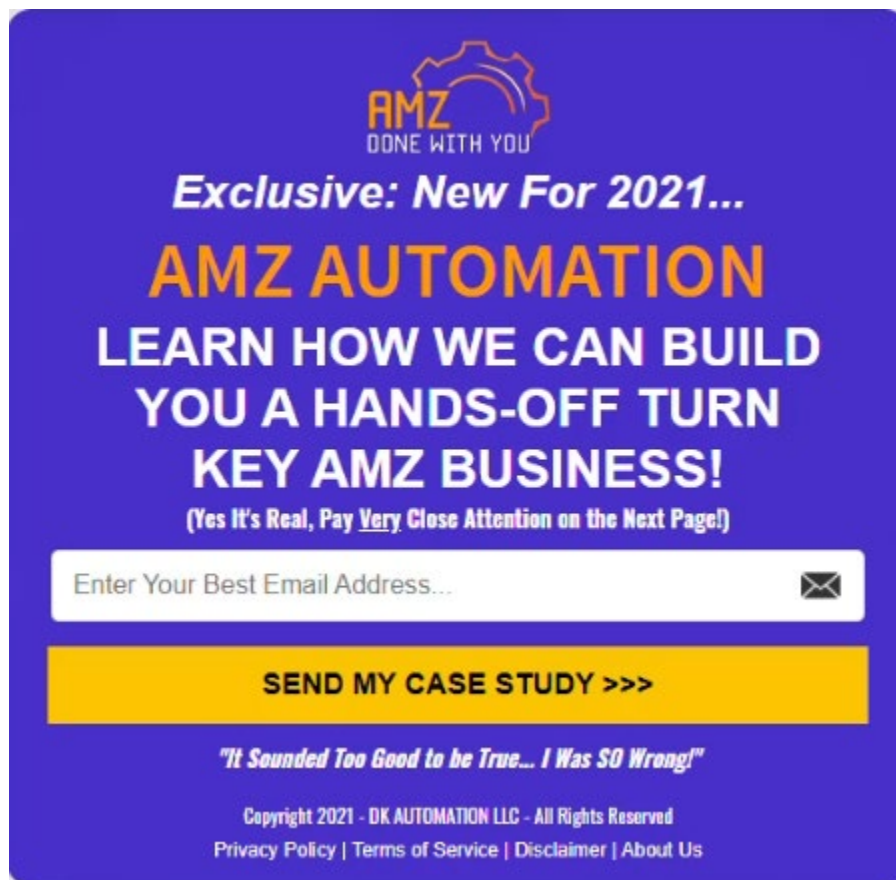 AMZ
DONE WITH YOU
Exclusive: New For 2021...
AMZ AUTOMATION
LEARN HOW WE CAN BUILD
YOU A HANDS-OFF TURN
KEY AMZ BUSINESS!
(Yes It's Real, Pay Very Close Attention on the Next Page!)
Enter Your Best Email Address...
SEND MY CASE STUDY >>>
"It Sounded Too Good to be True... I Was SO Wrong!"
Copyright 2021 - DK AUTOMATION LLC - All Rights Reserved
Privacy Policy | Terms of Service | Disclaimer | About Us